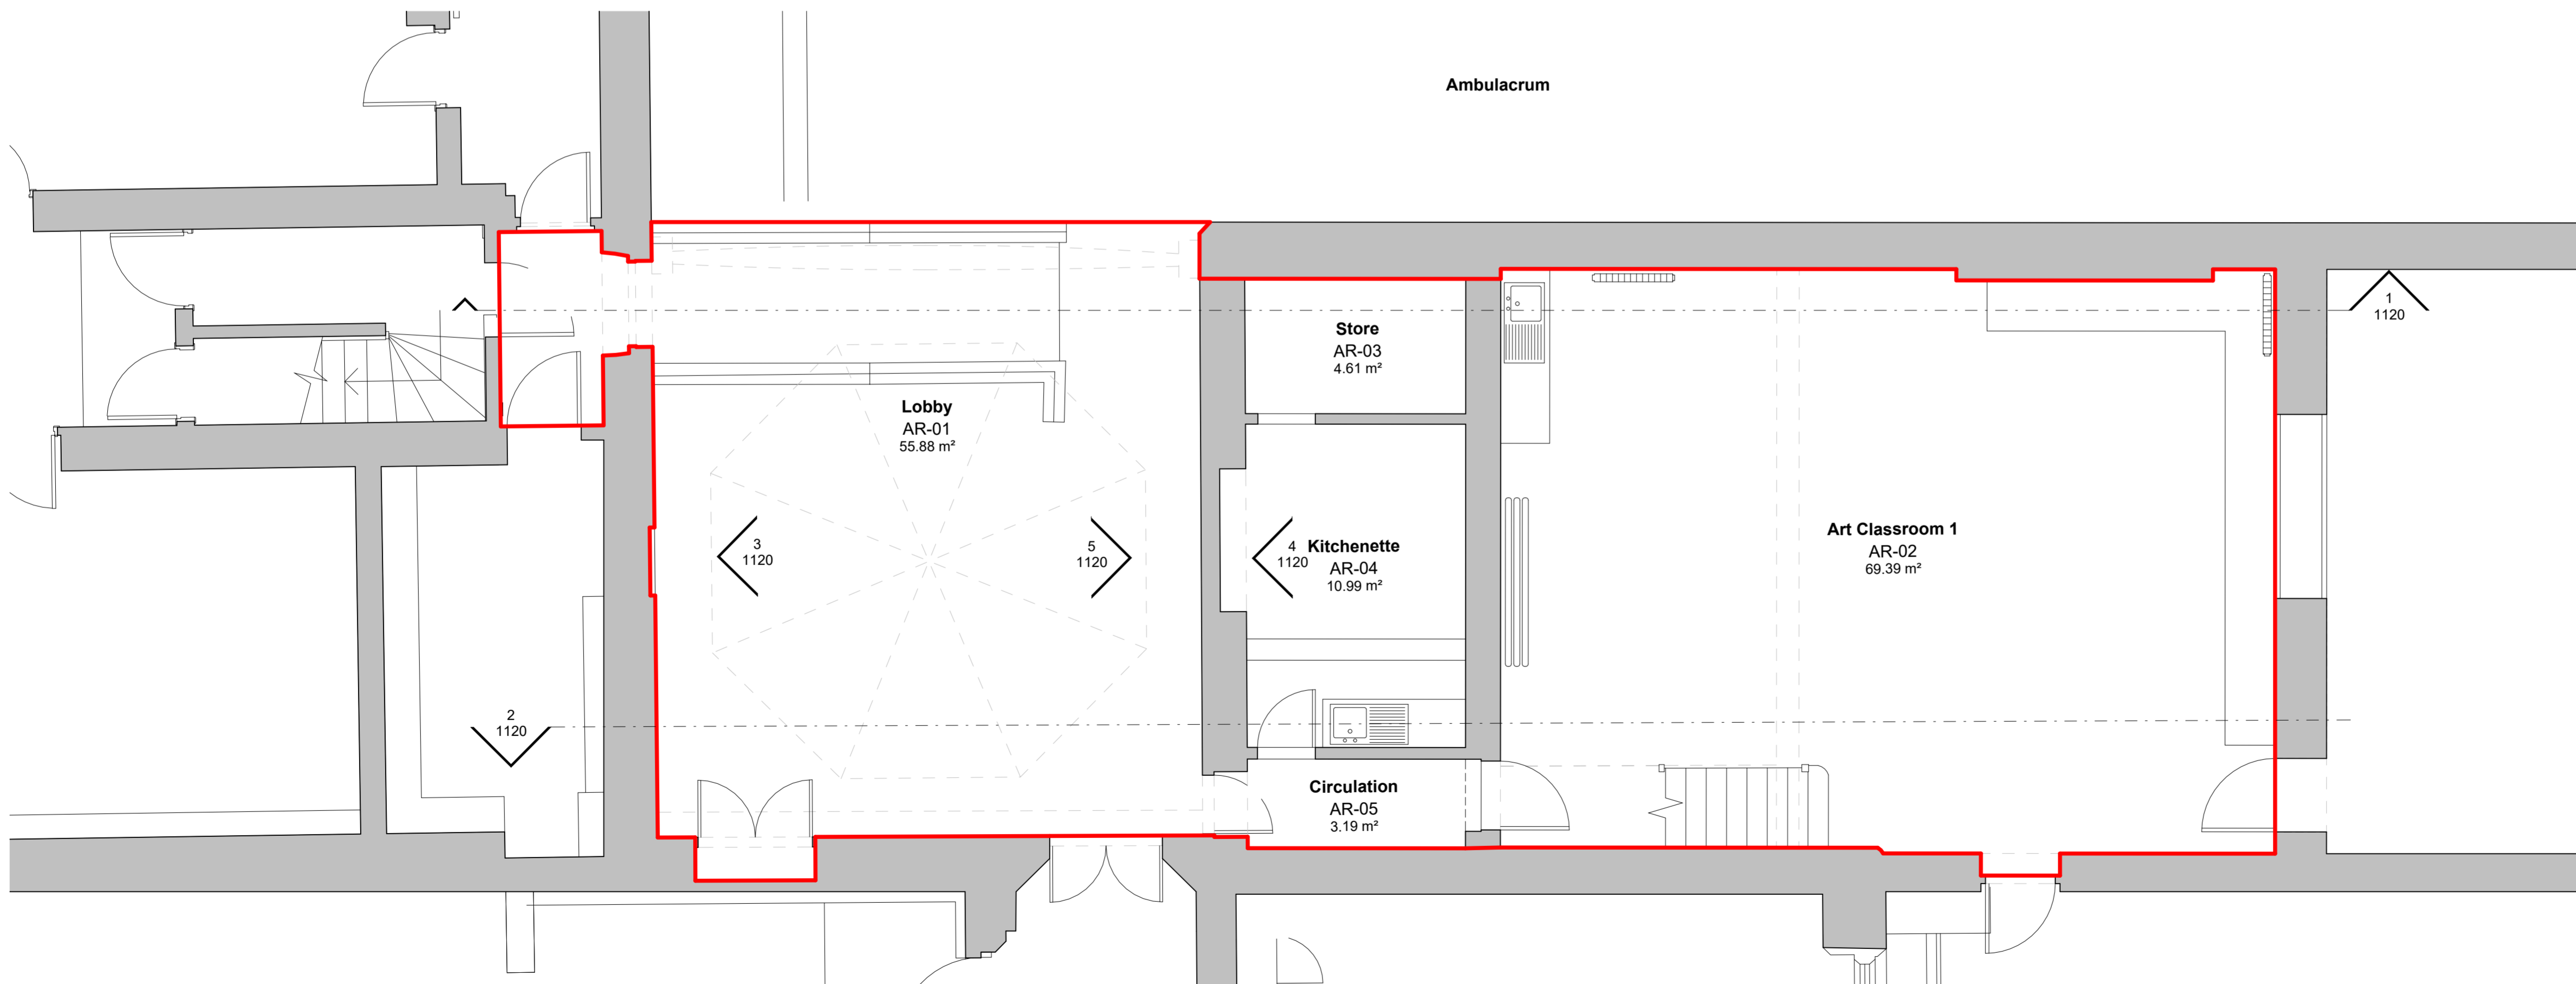 Ambulacrum
1
1120
Store
AR-03
4.61 m²
Lobby
AR-01
55.88 m²
3
1120
5
1120
4
1120
Kitchenette
AR-04
10.99 m²
Art Classroom 1
AR-02
69.39 m²
2
1120
Circulation
AR-05
3.19 m²